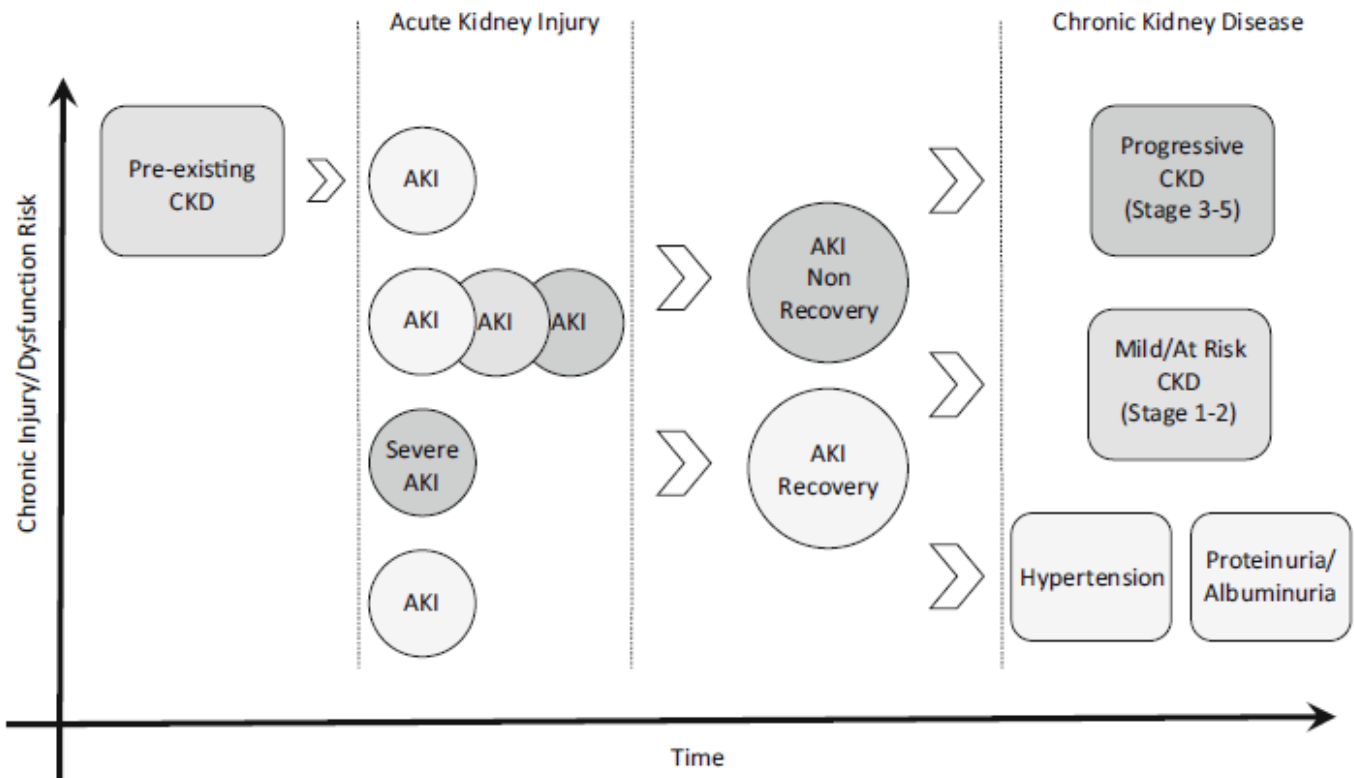 Acute Kidney Injury
Chronic Kidney Disease
Chronic Injury/Dysfunction Risk
Pre-existing
CKD
AKI
AKI
AKI
AKI
Severe
AKI
AKI
AKI
Non
Recovery
AKI
Recovery
Progressive
CKD
(Stage 3-5)
Mild/At Risk
CKD
(Stage 1-2)
Hypertension
Proteinuria/
Albuminuria
Time